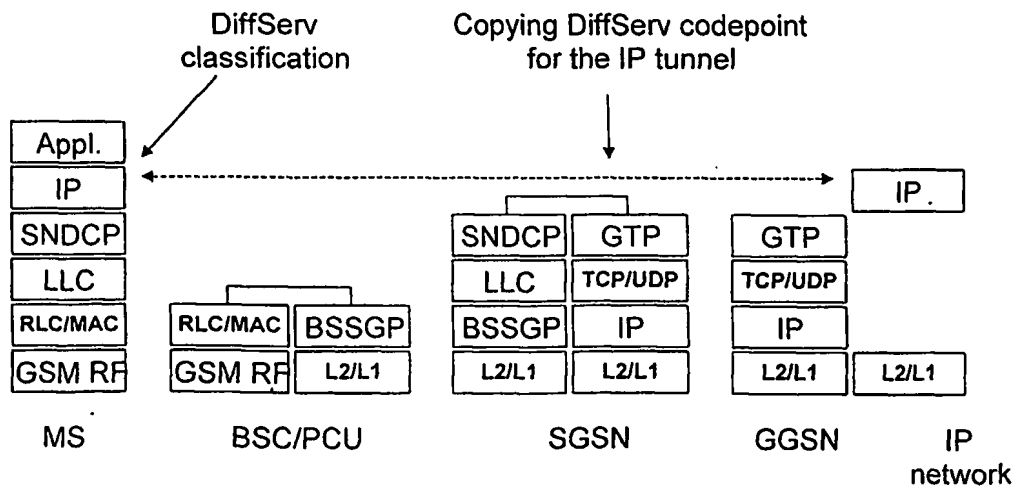 DiffServ
classification
Copying DiffServ codepoint
for the IP tunnel
Appl.
IP
IP .
SNDCP
SNDCP
GTP
GTP
LLC
LLC
TCP/UDP
TCP/UDP
RLC/MAC
RLC/MAC
BSSGP
BSSGP
IP
IP
GSM RF
GSM RF
L2/L1
L2/L1
L2/L1
L2/L1
L2/L1
MS
BSC/PCU
SGSN
GGSN
IP
network